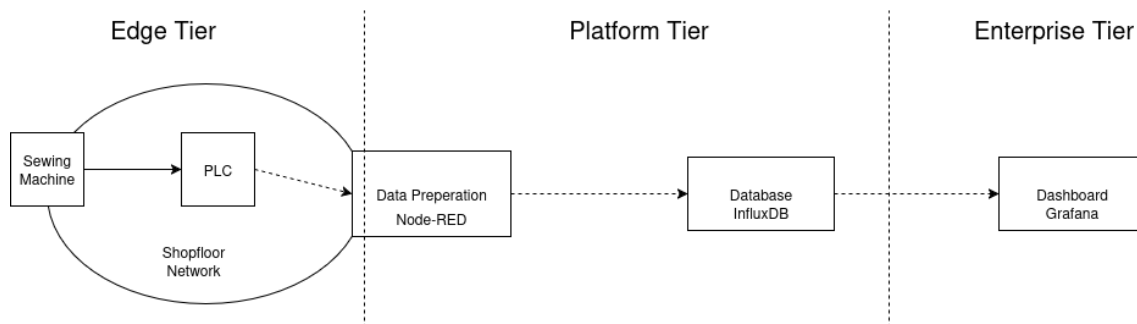 Edge Tier
Platform Tier
Enterprise Tier
Sewing
Machine
PLC
Data Preperation
Node-RED
Database
InfluxDB
Dashboard
Grafana
Shopfloor
Network